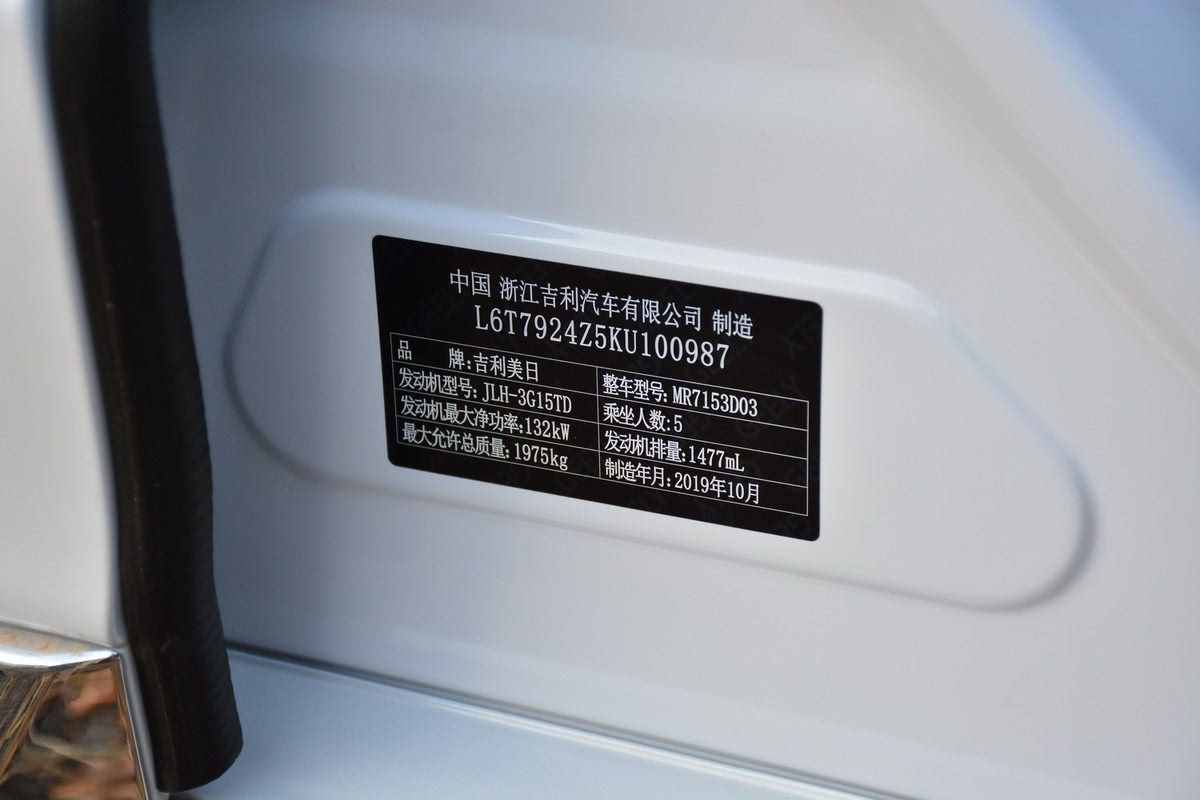 中国 浙江吉利汽车有限公司 制造
L6T7924Z5KU100987
品 牌:吉利美日 整车型号:MR7153D03
发动机型号:JLH-3G15TD 乘坐人数:5
发动机最大净功率:132kW 发动机排量:1477mL
最大允许总质量:1975kg 制造年月:2019年10月